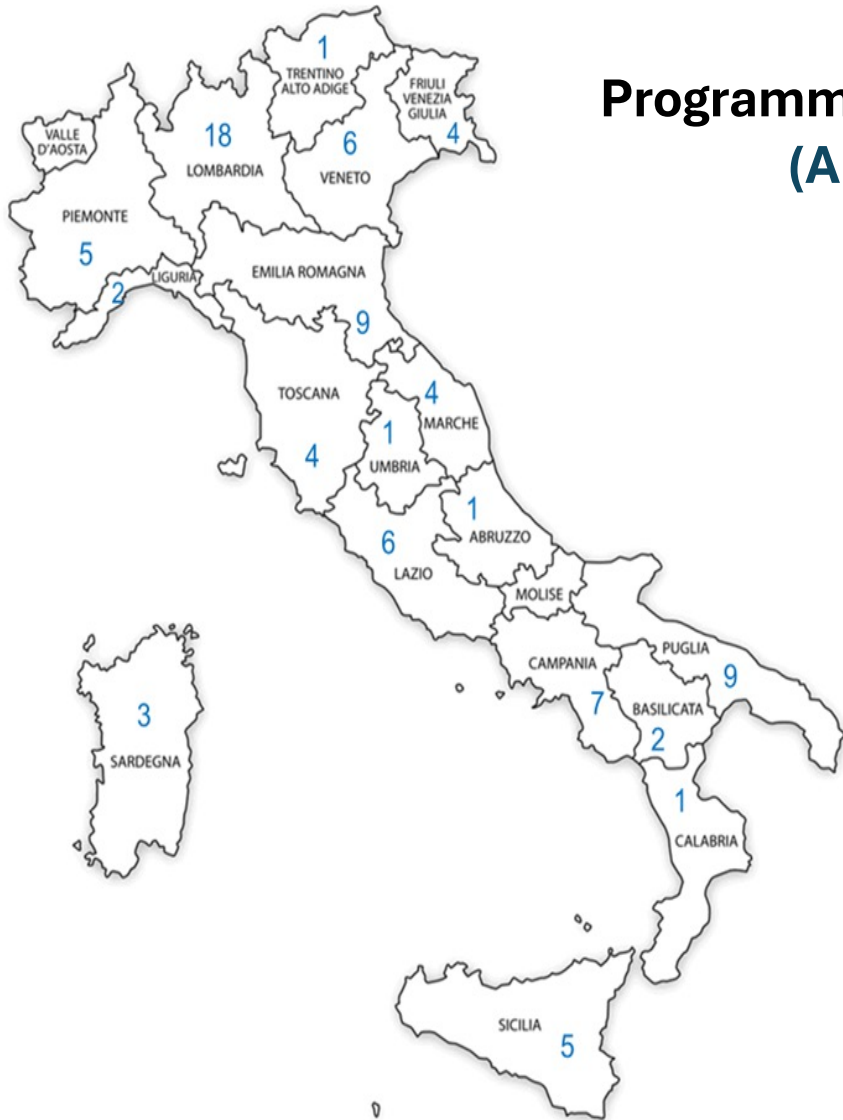 Programm
(A
1
TRENTINO
ALTO ADIGE
FRIULI
VENEZIA
GIULIA
4
VALLE
D'AOSTA
18
LOMBARDIA
6
VENETO
PIEMONTE
5
LIGURIA
2
EMILIA ROMAGNA
9
TOSCANA
4
4
MARCHE
1
UMBRIA
1
ABRUZZO
6
LAZIO
MOLISE
PUGLIA
9
CAMPANIA
7
BASILICATA
2
3
SARDEGNA
1
CALABRIA
SICILIA
5